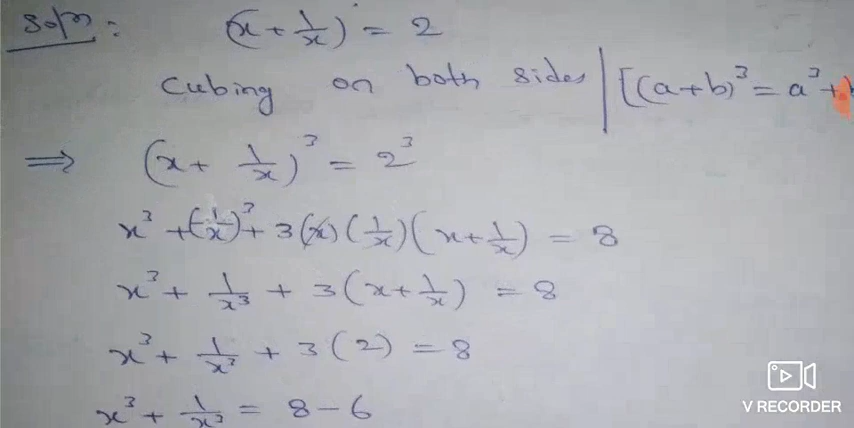 Soln: (x + 1/x) = 2
Cubing on both sides | [(a+b)³ = a³ +
⇒ (x + 1/x)³ = 2³
x³ + (1/x)³ + 3(x)(1/x)(x + 1/x) = 8
x³ + 1/x³ + 3(x + 1/x) = 8
x³ + 1/x³ + 3(2) = 8
x³ + 1/x³ = 8 - 6
V RECORDER